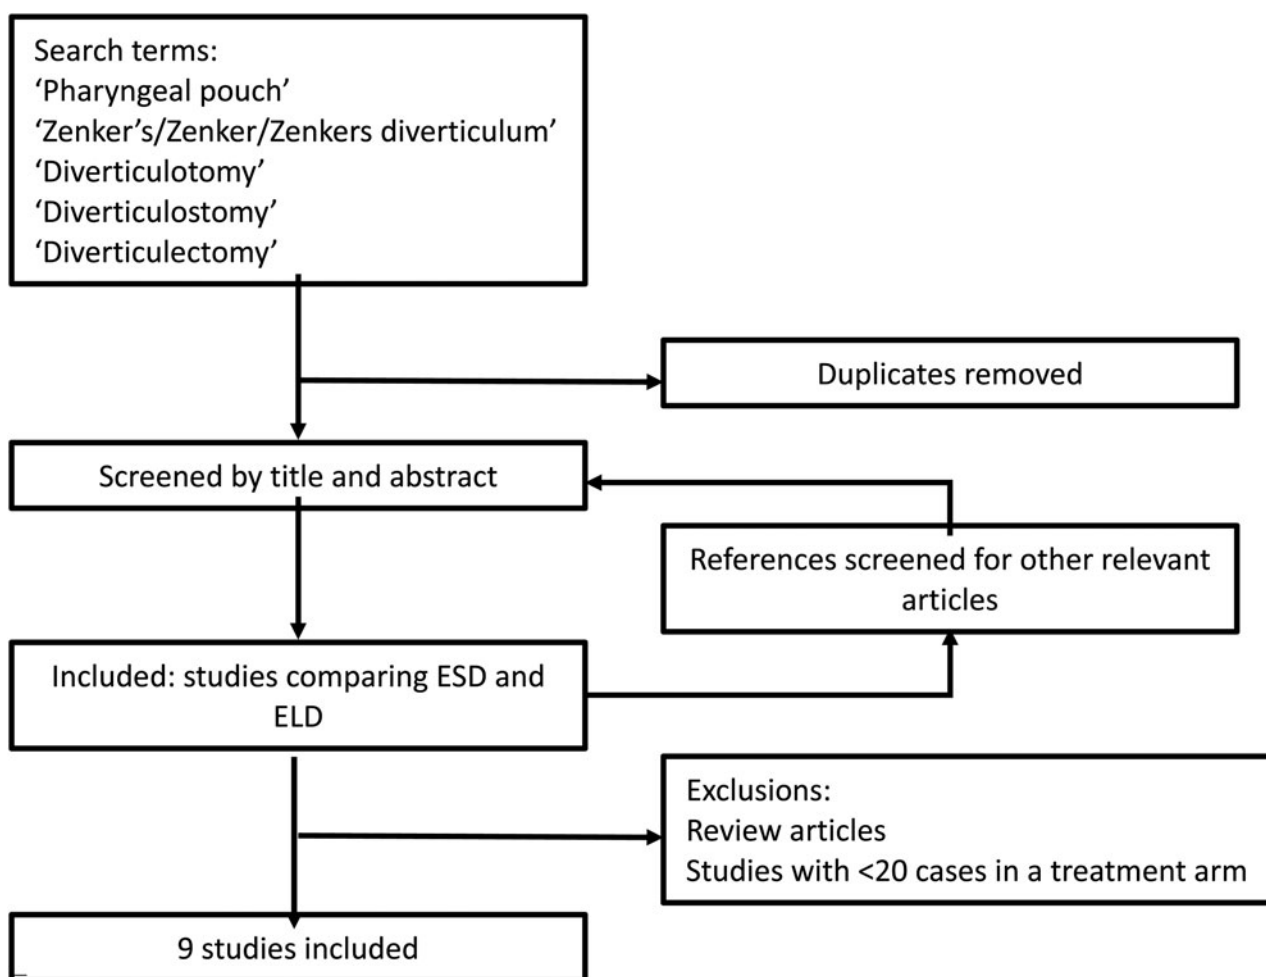 Search terms:
‘Pharyngeal pouch’
‘Zenker’s/Zenker/Zenkers diverticulum’
‘Diverticulotomy’
‘Diverticulostomy’
‘Diverticulectomy’
Duplicates removed
Screened by title and abstract
References screened for other relevant
articles
Included: studies comparing ESD and
ELD
Exclusions:
Review articles
Studies with <20 cases in a treatment arm
9 studies included